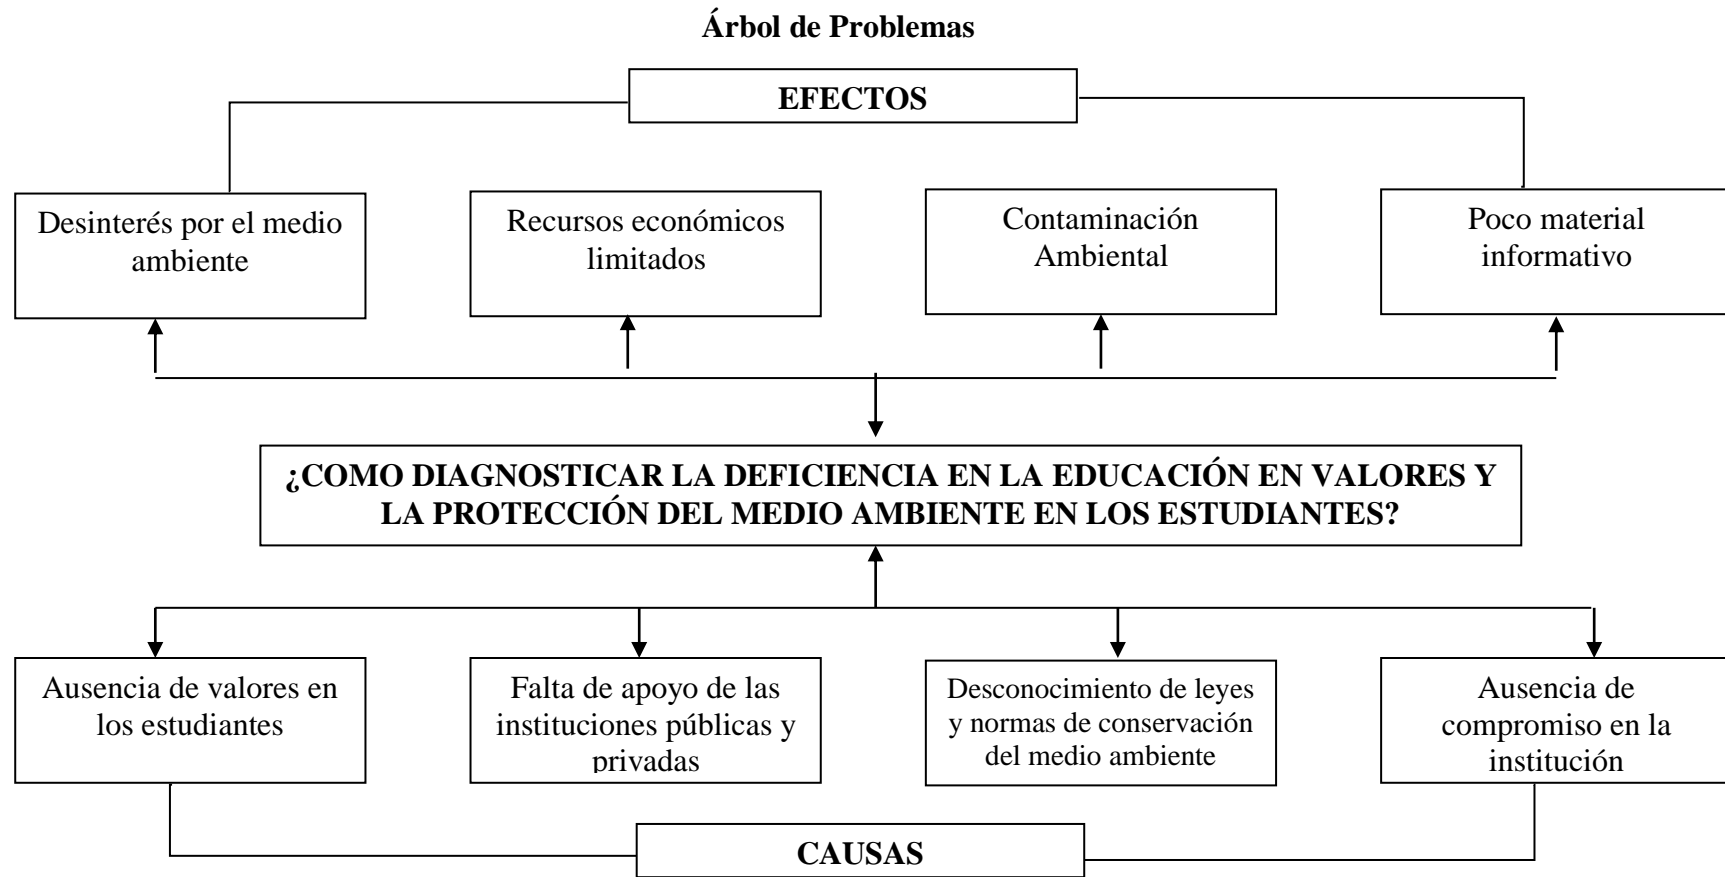 Árbol de Problemas
EFECTOS
Desinterés por el medio
ambiente
Recursos económicos
limitados
Contaminación
Ambiental
Poco material
informativo
¿COMO DIAGNOSTICAR LA DEFICIENCIA EN LA EDUCACIÓN EN VALORES Y
LA PROTECCIÓN DEL MEDIO AMBIENTE EN LOS ESTUDIANTES?
Ausencia de valores en
los estudiantes
Falta de apoyo de las
instituciones públicas y
privadas
Desconocimiento de leyes
y normas de conservación
del medio ambiente
Ausencia de
compromiso en la
institución
CAUSAS